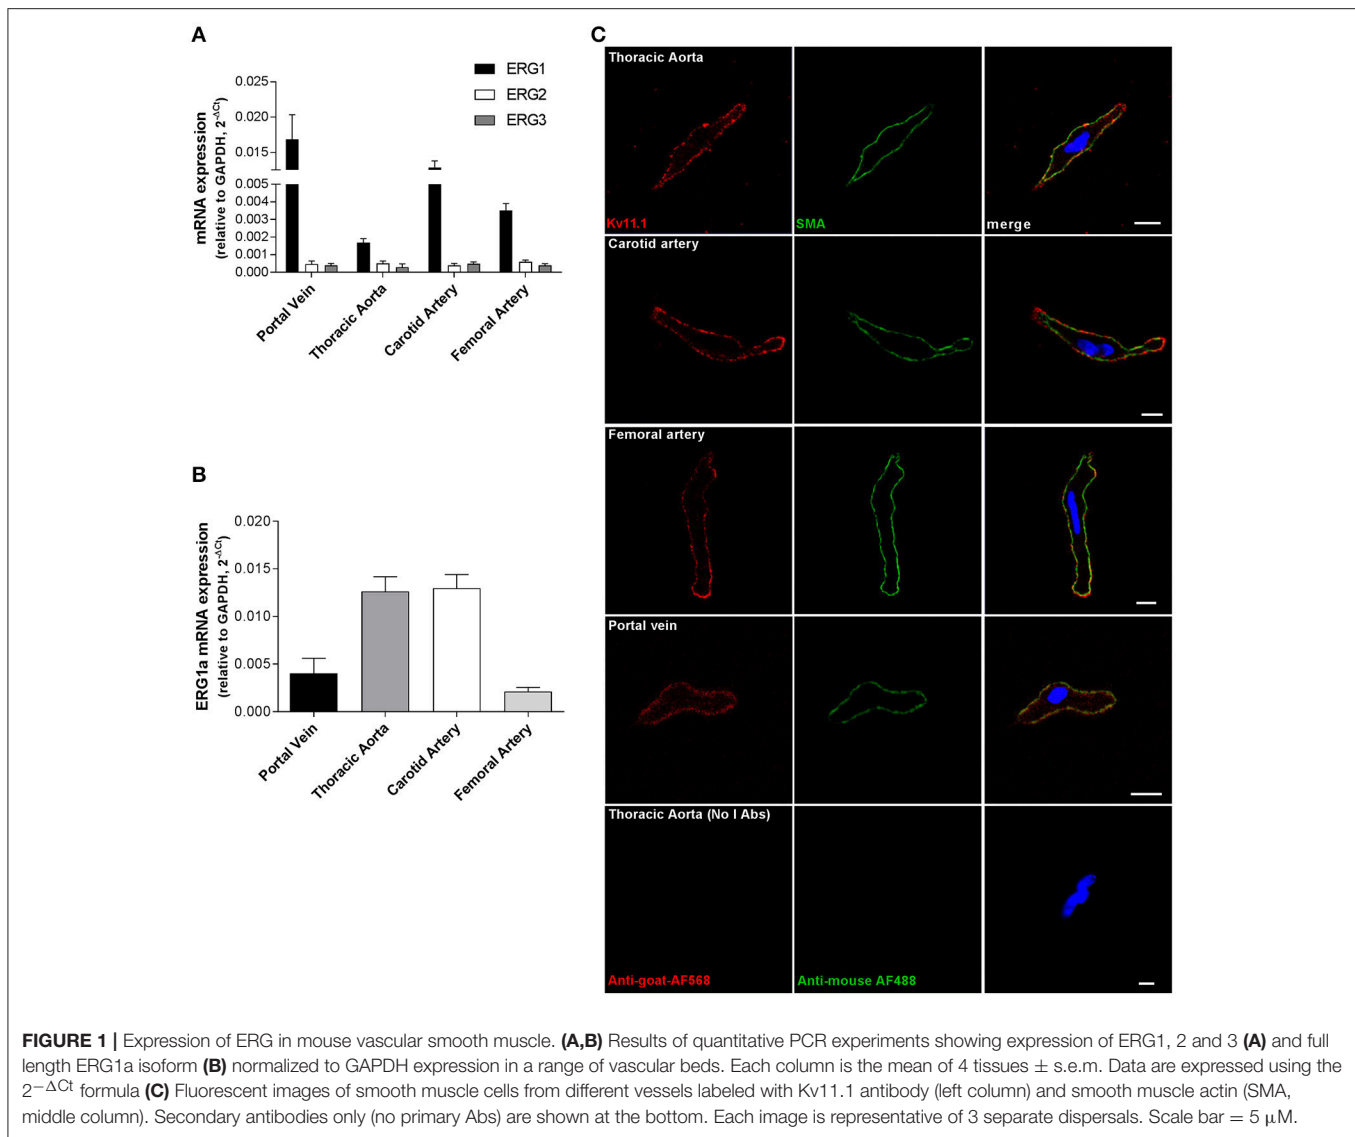 A
mRNA expression
(relative to GAPDH, 2^-ΔCt)
0.025
0.020
0.015
0.005
0.004
0.003
0.002
0.001
0.000
ERG1
ERG2
ERG3
Portal Vein
Thoracic Aorta
Carotid Artery
Femoral Artery
B
ERG1a mRNA expression
(relative to GAPDH, 2^-ΔCt)
0.020
0.015
0.010
0.005
0.000
Portal Vein
Thoracic Aorta
Carotid Artery
Femoral Artery
C
Thoracic Aorta
Kv11.1
SMA
merge
Carotid artery
Femoral artery
Portal vein
Thoracic Aorta (No I Abs)
Anti-goat-AF568
Anti-mouse AF488
FIGURE 1 | Expression of ERG in mouse vascular smooth muscle. (A,B) Results of quantitative PCR experiments showing expression of ERG1, 2 and 3 (A) and full
length ERG1a isoform (B) normalized to GAPDH expression in a range of vascular beds. Each column is the mean of 4 tissues ± s.e.m. Data are expressed using the
2^−ΔCt formula (C) Fluorescent images of smooth muscle cells from different vessels labeled with Kv11.1 antibody (left column) and smooth muscle actin (SMA,
middle column). Secondary antibodies only (no primary Abs) are shown at the bottom. Each image is representative of 3 separate dispersals. Scale bar = 5 μM.